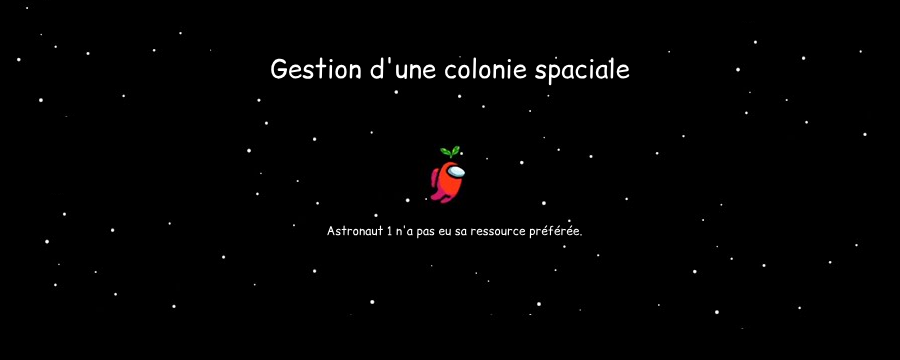 Gestion d'une colonie spaciale
Astronaut 1 n'a pas eu sa ressource préférée.